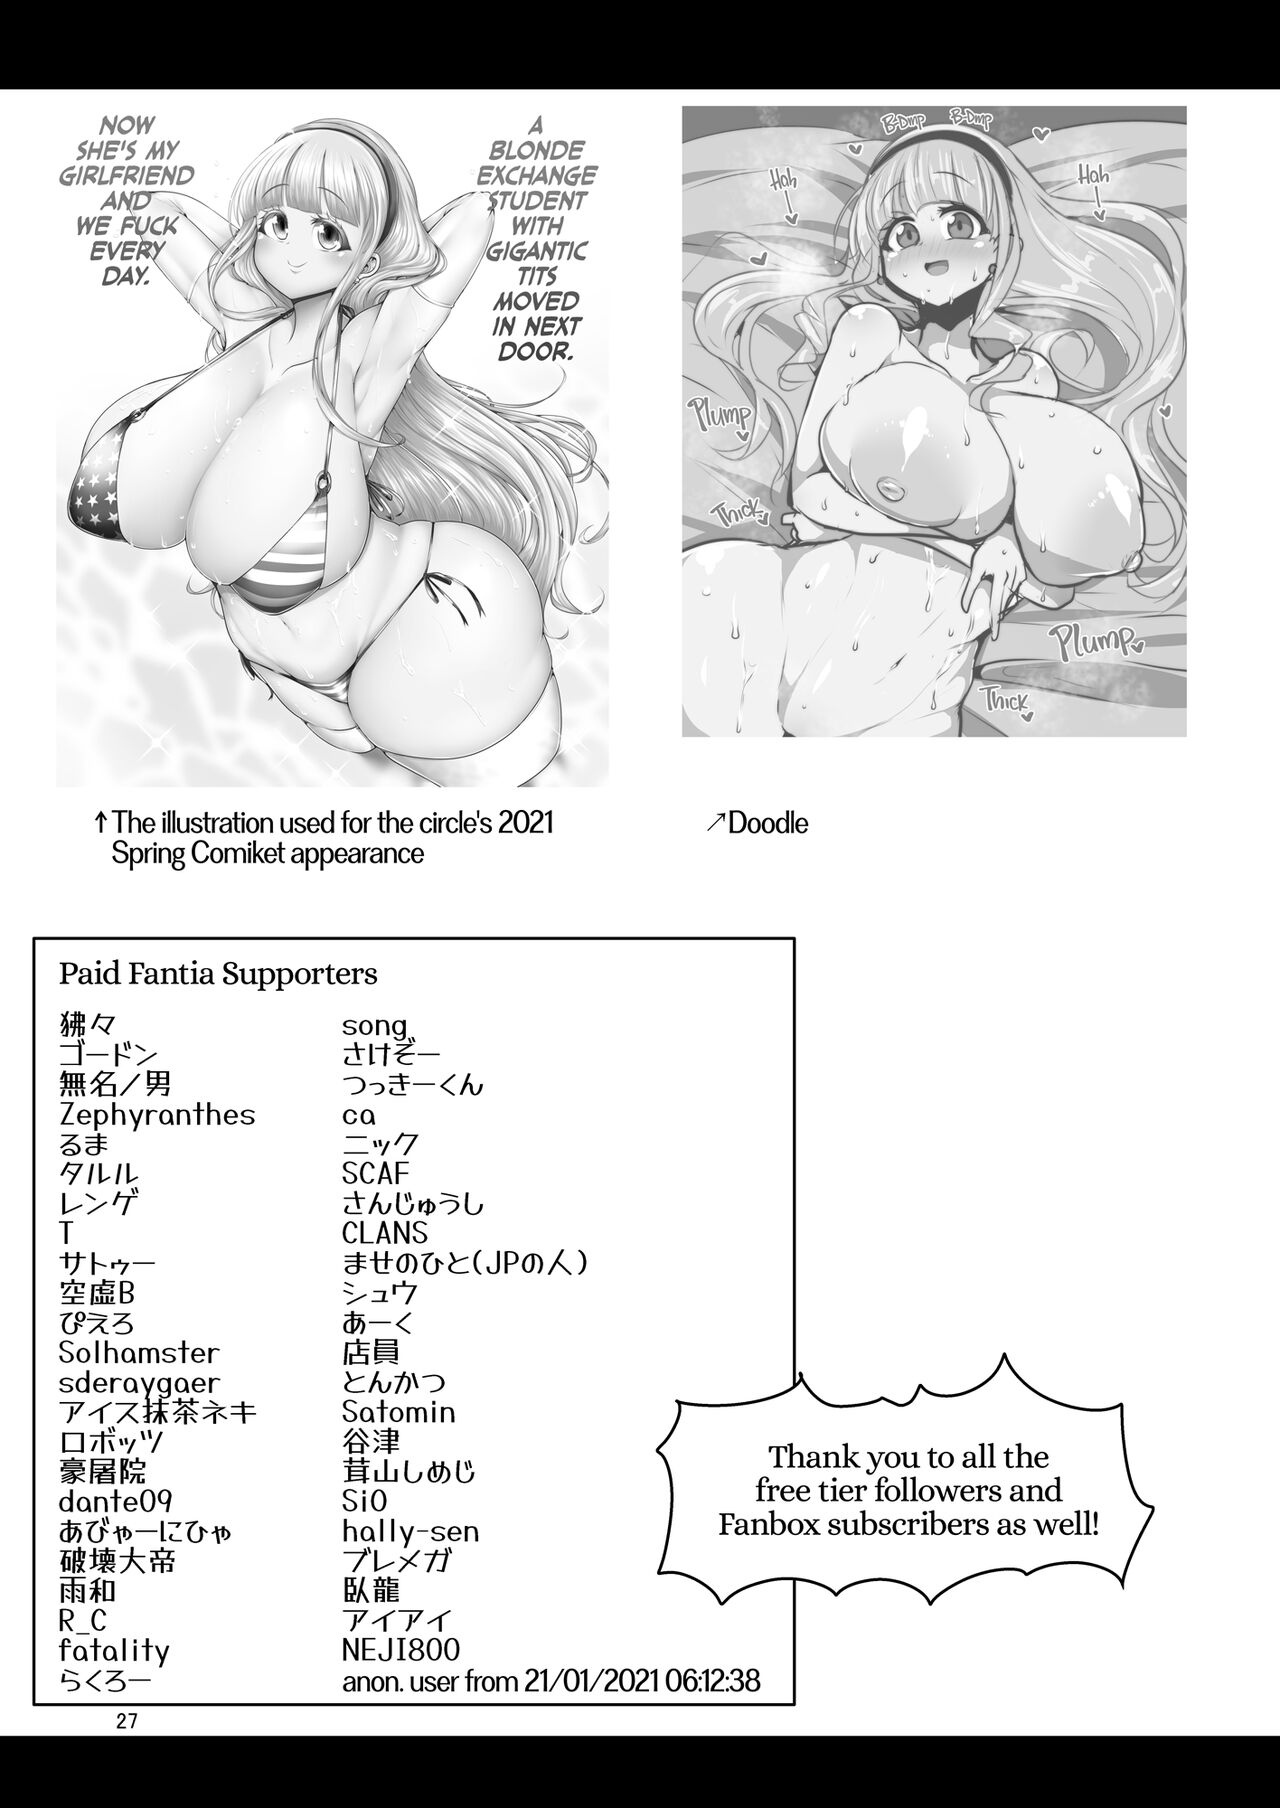 NOW
SHE'S MY
GIRLFRIEND
AND
WE FUCK
EVERY
DAY.
A
BLONDE
EXCHANGE
STUDENT
WITH
GIGANTIC
TITS
MOVED
IN NEXT
DOOR.
B-Dmp
B-Dmp
Hah
Hah
Plump
Thick
Plump
Thick
↑The illustration used for the circle's 2021
Spring Comiket appearance
↗Doodle
Paid Fantia Supporters
狒々
ゴードン
無名／男
Zephyranthes
るま
タルル
レンゲ
T
サトゥー
空虚B
ぴえろ
Solhamster
sderaygaer
アイス抹茶ネキ
ロボッツ
豪屠院
dante09
あびゃーにひゃ
破壊大帝
雨和
R_C
fatality
らくろー
song
さけぞー
つっきーくん
ca
ニック
SCAF
さんじゅうし
CLANS
ませのひと(JPの人)
シュウ
あーく
店員
とんかつ
Satomin
谷津
茸山しめじ
SiO
hally-sen
ブレメガ
臥龍
アイアイ
NEJI800
anon. user from 21/01/2021 06:12:38
Thank you to all the
free tier followers and
Fanbox subscribers as well!
27